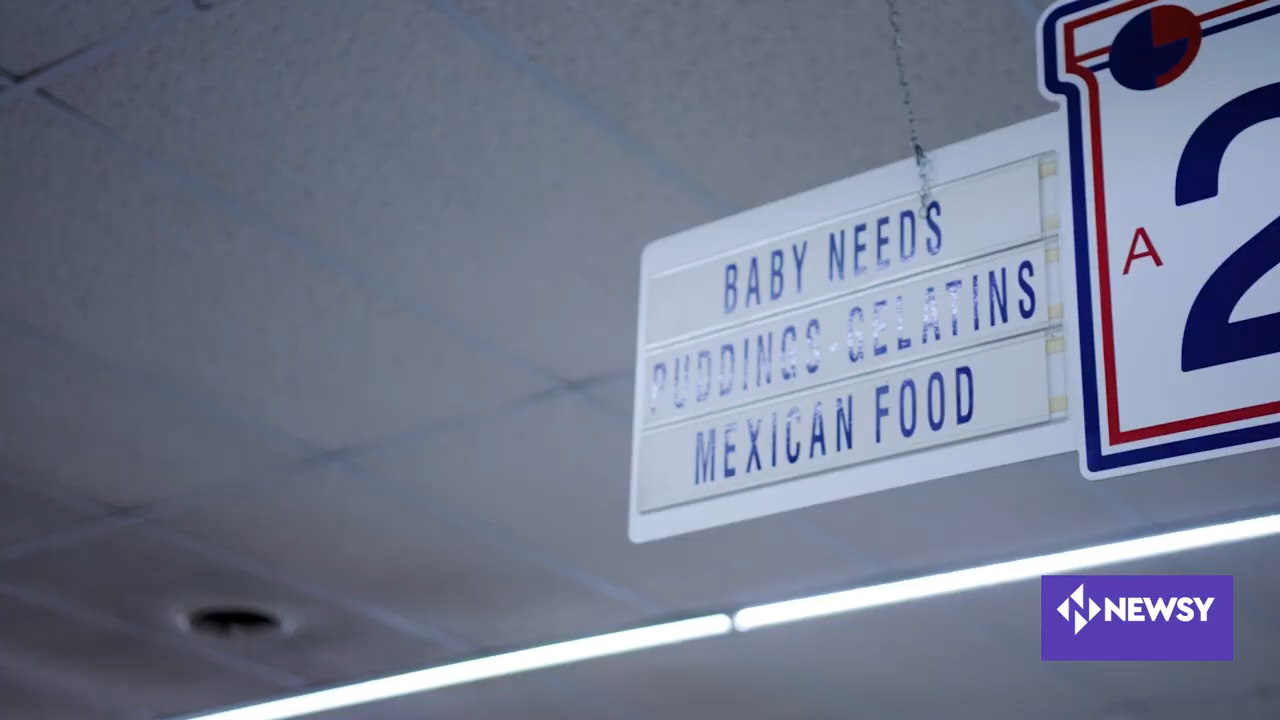 BABY NEEDS
PUDDINGS-GELATINS
MEXICAN FOOD
A
2
NEWSY